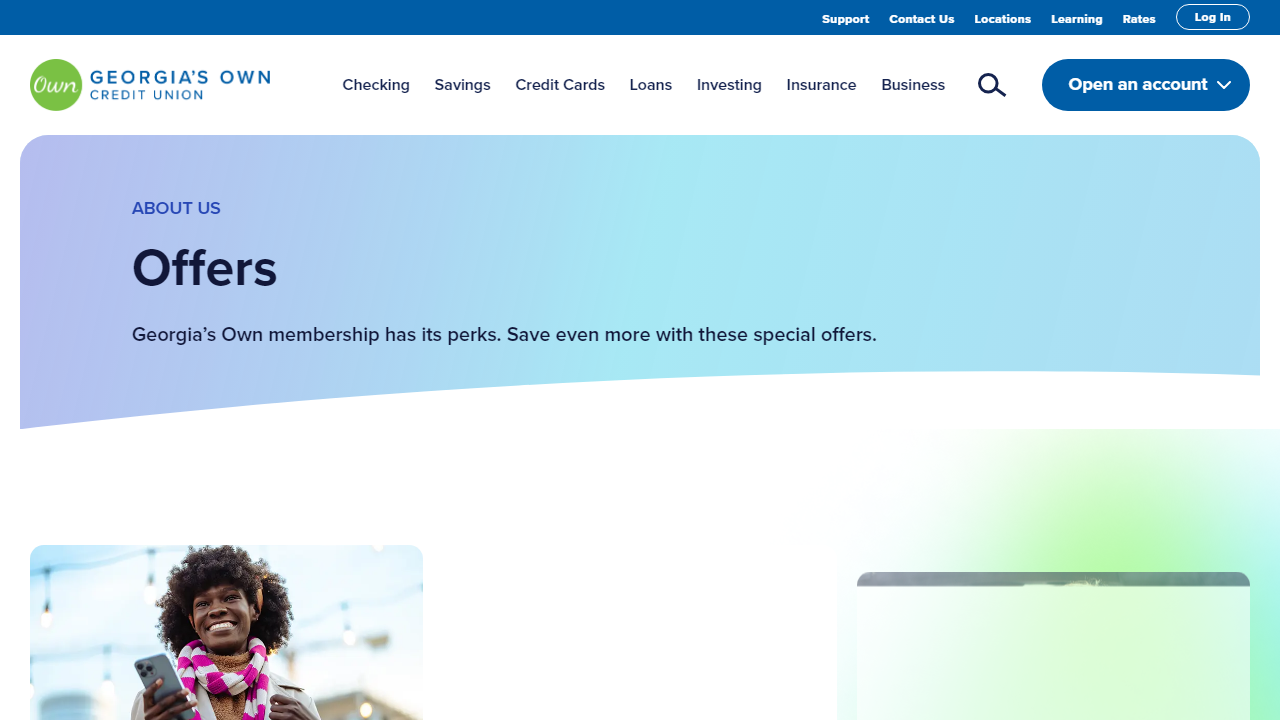 Support Contact Us Locations Learning Rates Log In
Own GEORGIA'S OWN
CREDIT UNION
Checking Savings Credit Cards Loans Investing Insurance Business Open an account
ABOUT US
Offers
Georgia’s Own membership has its perks. Save even more with these special offers.